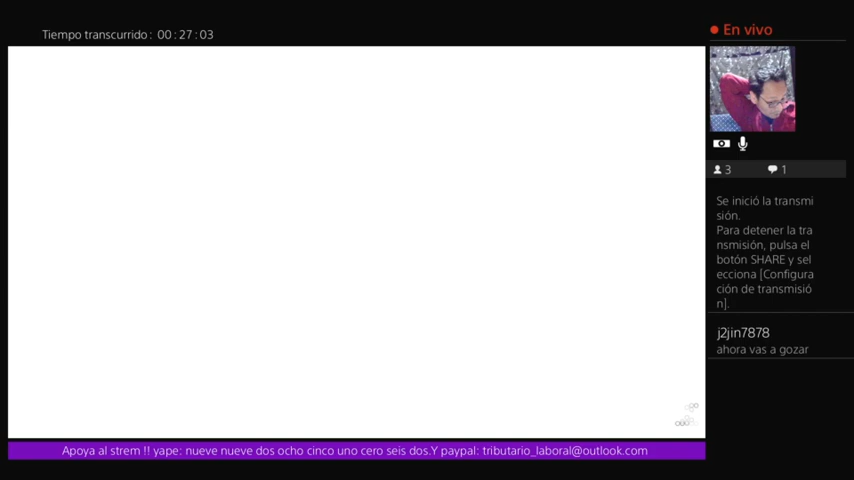 Tiempo transcurrido: 00:27:03
En vivo
3 1
Se inició la transmi
sión.
Para detener la tra
nsmisión, pulsa el
botón SHARE y sel
ecciona [Configura
ción de transmisió
n].
j2jin7878
ahora vas a gozar
Apoya al strem !! yape: nueve nueve dos ocho cinco uno cero seis dos.Y paypal: tributario_laboral@outlook.com